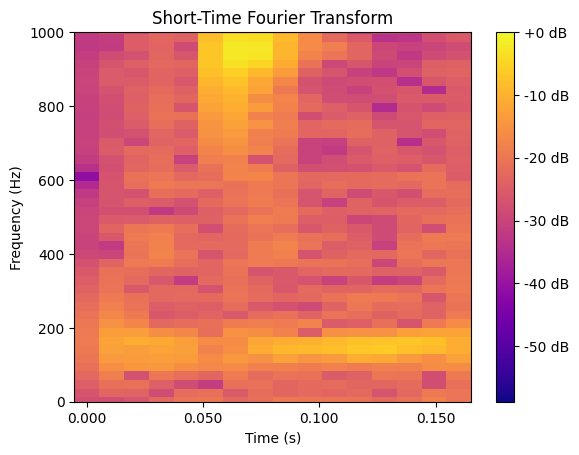 Short-Time Fourier Transform
Frequency (Hz)
1000
800
600
400
200
0
0.000
0.050
0.100
0.150
Time (s)
+0 dB
-10 dB
-20 dB
-30 dB
-40 dB
-50 dB